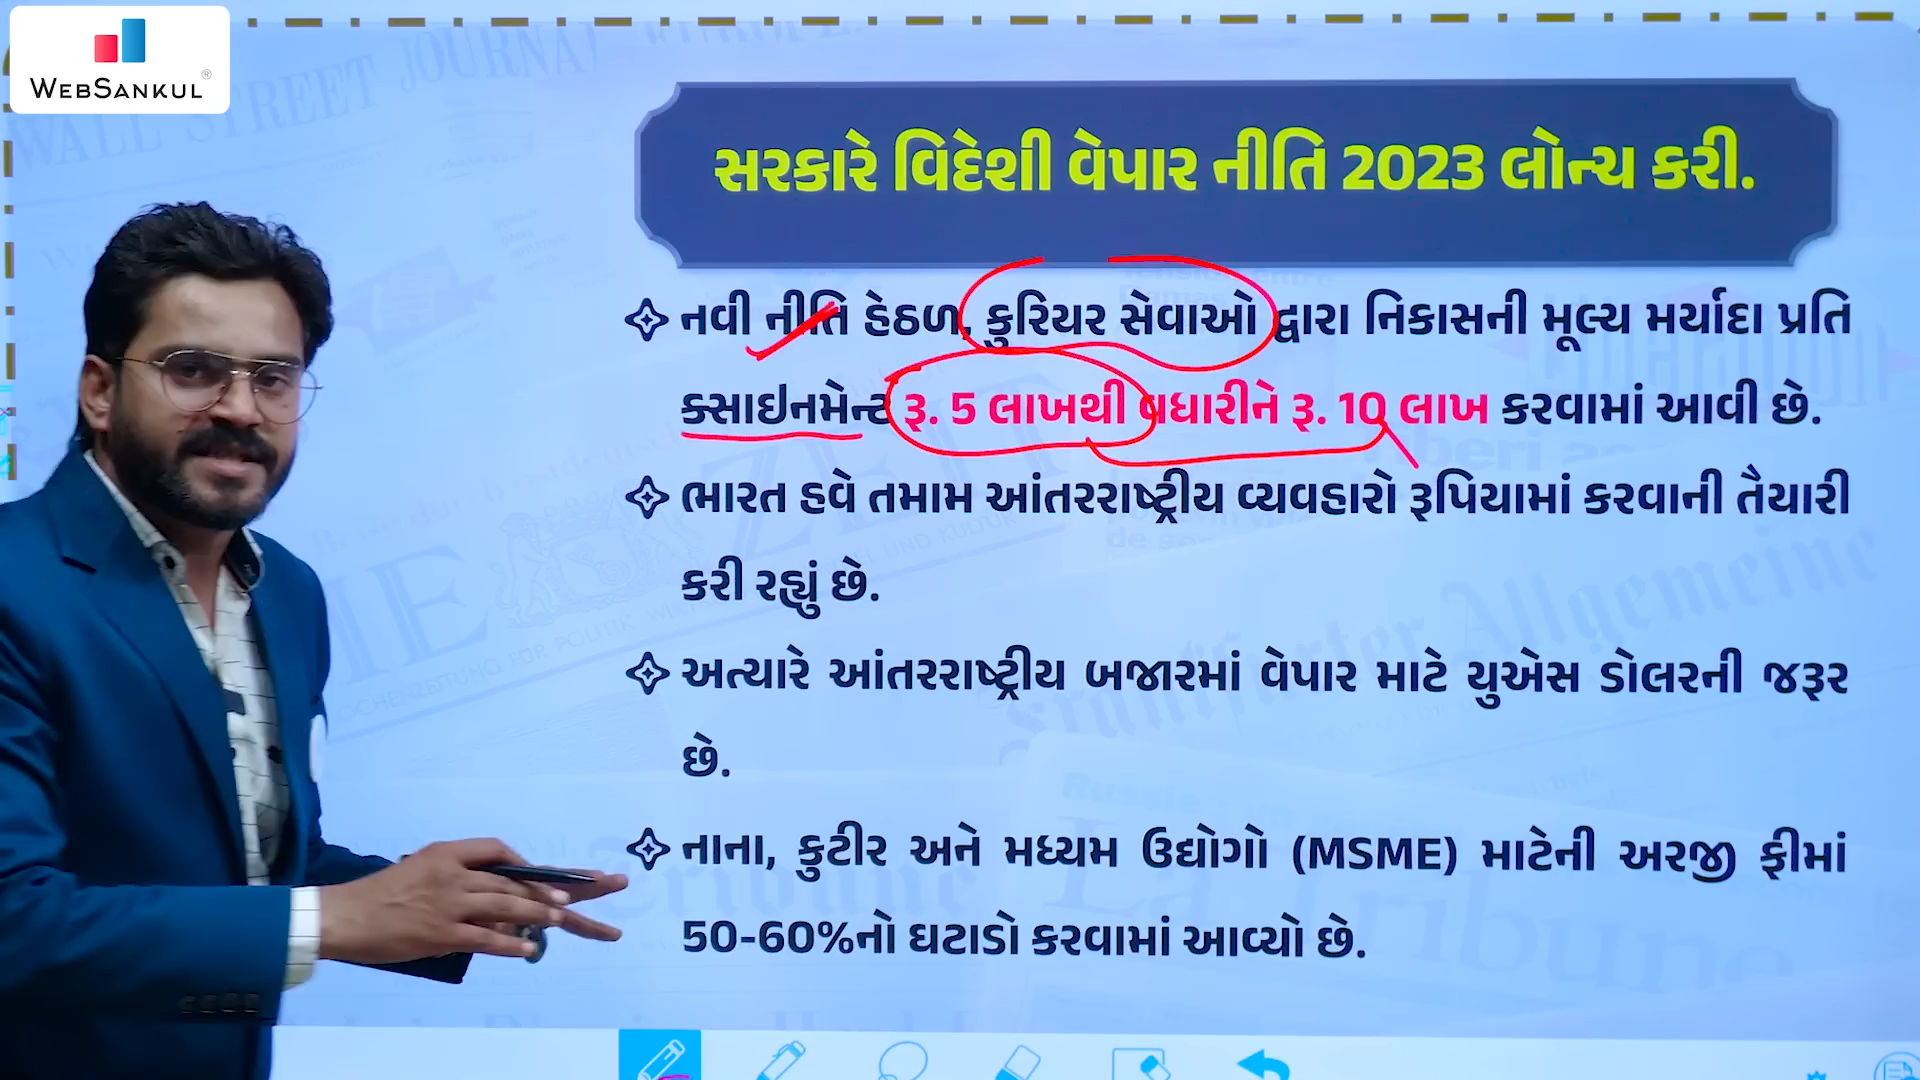 WEBSANKUL®
સરકારે વિદેશી વેપાર નીતિ 2023 લોન્ચ કરી.
નવી નીતિ હેઠળ, કુરિયર સેવાઓ દ્વારા નિકાસની મૂલ્ય મર્યાદા પ્રતિ
ક્સાઇનમેન્ટ રૂ. 5 લાખથી વધારીને રૂ. 10 લાખ કરવામાં આવી છે.
ભારત હવે તમામ આંતરરાષ્ટ્રીય વ્યવહારો રૂપિયામાં કરવાની તૈયારી
કરી રહ્યું છે.
અત્યારે આંતરરાષ્ટ્રીય બજારમાં વેપાર માટે યુએસ ડોલરની જરૂર
છે.
નાના, કુટીર અને મધ્યમ ઉદ્યોગો (MSME) માટેની અરજી ફીમાં
50-60%નો ઘટાડો કરવામાં આવ્યો છે.